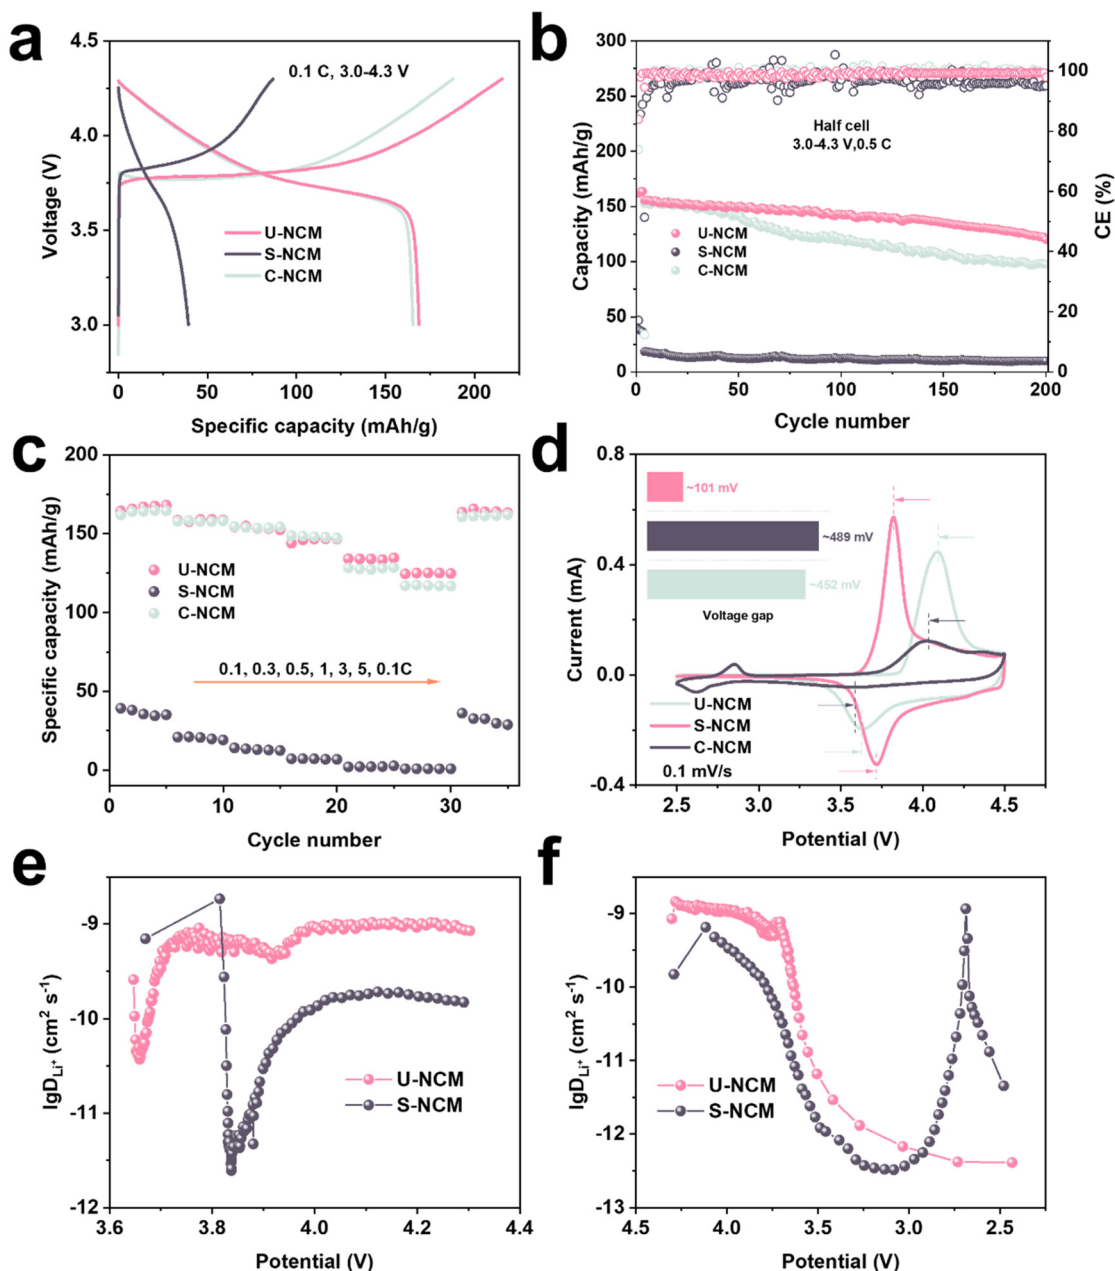 a
0.1 C, 3.0-4.3 V
4.0
3.5
3.0
Voltage (V)
U-NCM
S-NCM
C-NCM
0
50
100
150
200
Specific capacity (mAh/g)
b
300
250
200
150
100
50
0
Capacity (mAh/g)
Half cell
3.0-4.3 V,0.5 C
U-NCM
S-NCM
C-NCM
100
80
60
40
20
0
CE (%)
0
50
100
150
200
Cycle number
c
200
150
100
50
0
Specific capacity (mAh/g)
U-NCM
S-NCM
C-NCM
0.1, 0.3, 0.5, 1, 3, 5, 0.1C
0
10
20
30
Cycle number
d
0.8
0.4
0.0
-0.4
Current (mA)
~101 mV
~489 mV
~452 mV
Voltage gap
U-NCM
S-NCM
C-NCM
0.1 mV/s
2.5
3.0
3.5
4.0
4.5
Potential (V)
e
-9
-10
-11
-12
lgD_Li⁺ (cm² s⁻¹)
U-NCM
S-NCM
3.6
3.8
4.0
4.2
4.4
Potential (V)
f
-9
-10
-11
-12
-13
lgD_Li⁺ (cm² s⁻¹)
U-NCM
S-NCM
4.5
4.0
3.5
3.0
2.5
Potential (V)